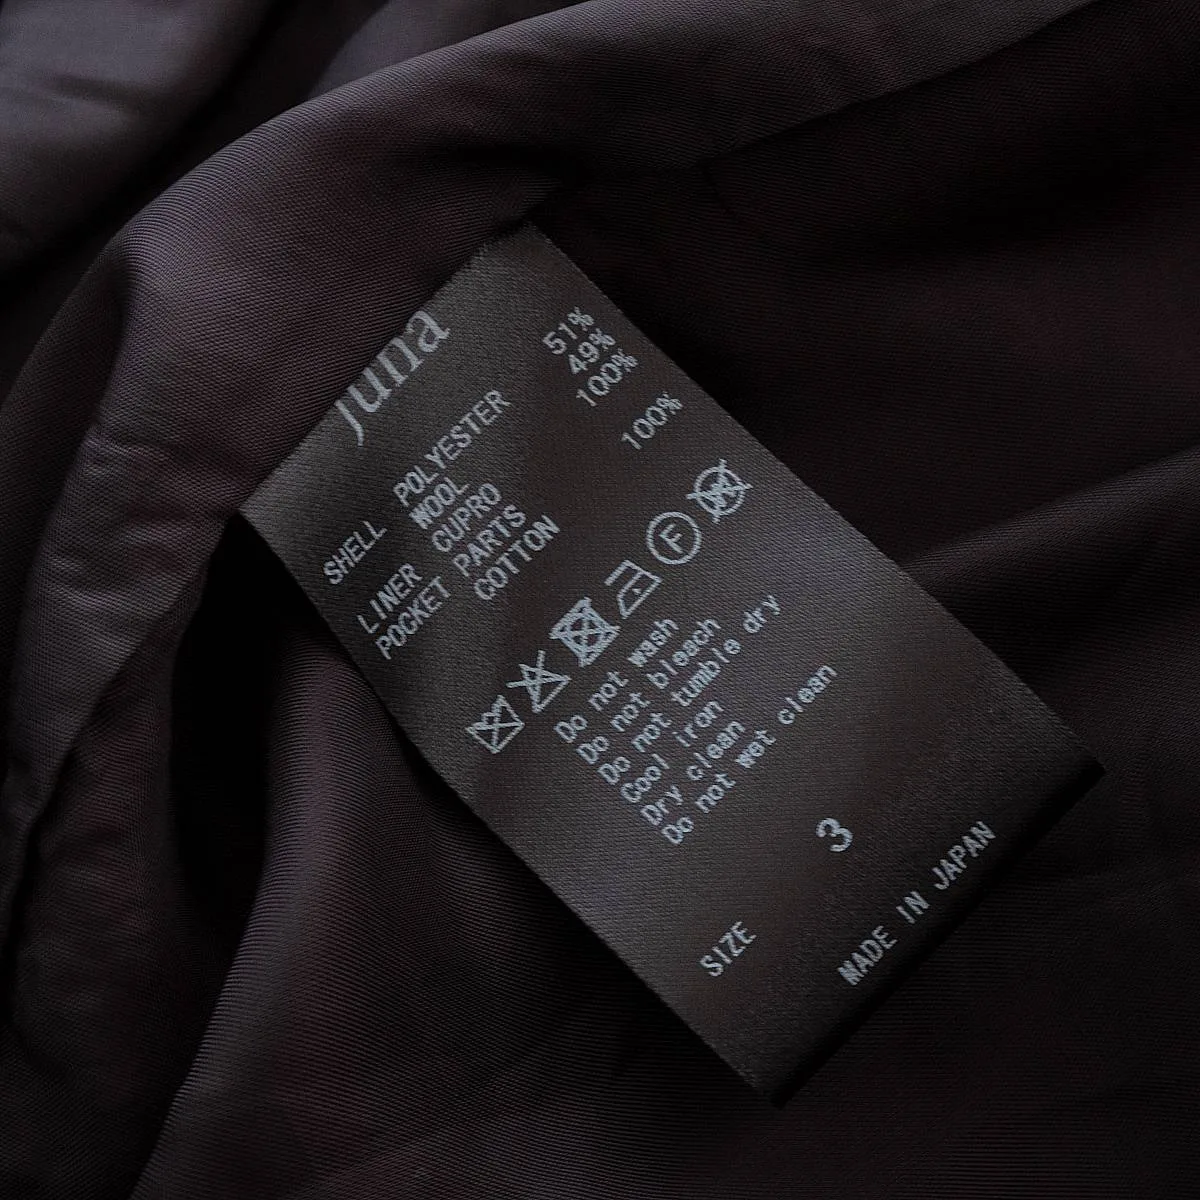 juna
SHELL POLYESTER 51%
WOOL 49%
LINER CUPRO 100%
POCKET PARTS
COTTON 100%
F
W
Do not wash
Do not bleach
Do not tumble dry
Cool iron
Dry clean
Do not wet clean
SIZE 3
MADE IN JAPAN